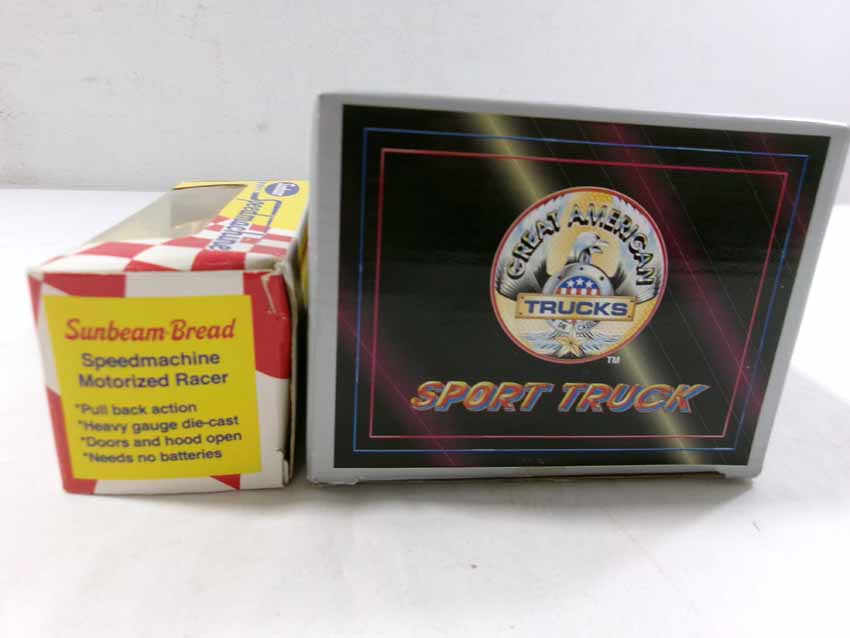 Speedmachine
Sunbeam Bread
Speedmachine
Motorized Racer
*Pull back action
*Heavy gauge die-cast
*Doors and hood open
*Needs no batteries
GREAT AMERICAN
TRUCKS
TM
SPORT TRUCK